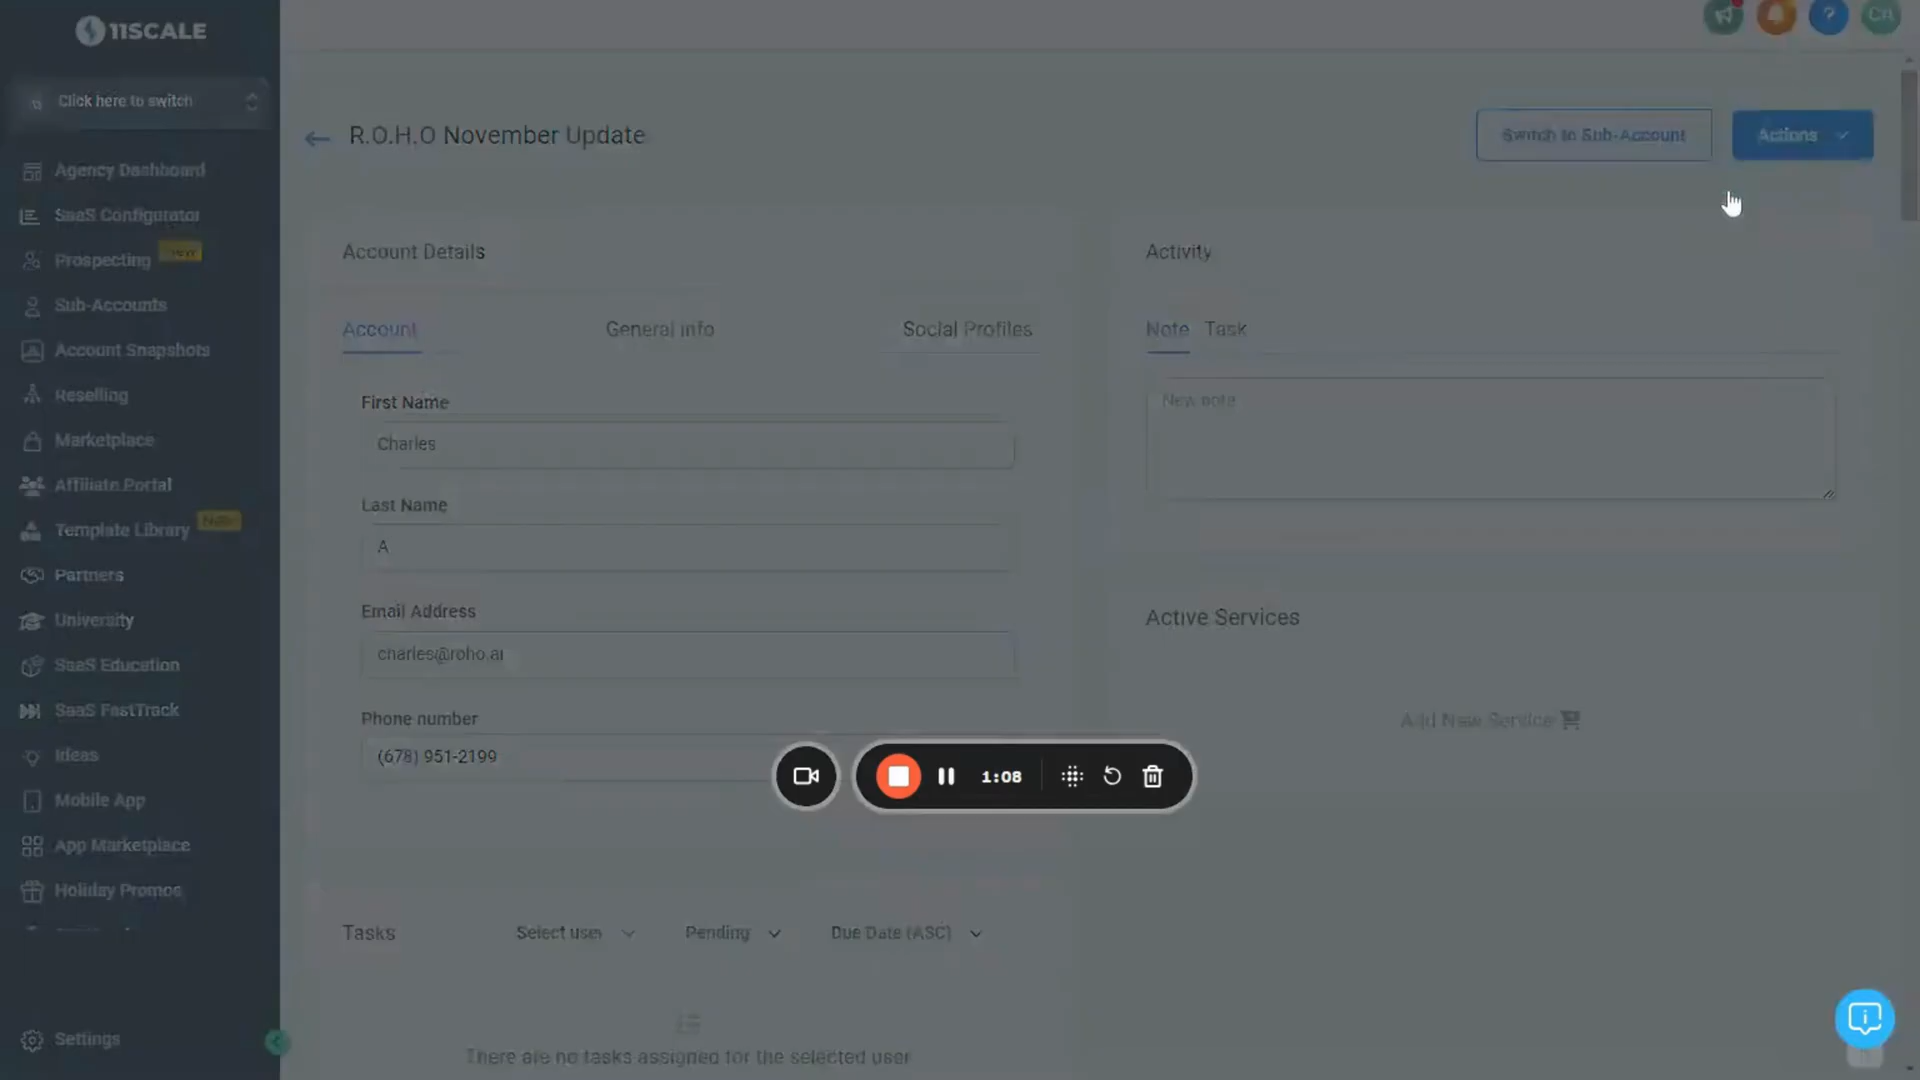 11SCALE
Click here to switch
Agency Dashboard
SaaS Configurator
Prospecting New
Sub-Accounts
Account Snapshots
Reselling
Marketplace
Affiliate Portal
Template Library New
Partners
University
SaaS Education
SaaS FastTrack
Ideas
Mobile App
App Marketplace
Holiday Promos
Settings
CA
R.O.H.O November Update
Switch to Sub-Account
Actions
Account Details
Account
General Info
Social Profiles
First Name
Charles
Last Name
A
Email Address
charles@roho.ai
Phone number
(678) 951-2199
Activity
Note Task
New note
Active Services
Add New Service
1:08
Tasks
Select user
Pending
Due Date (ASC)
There are no tasks assigned for the selected user